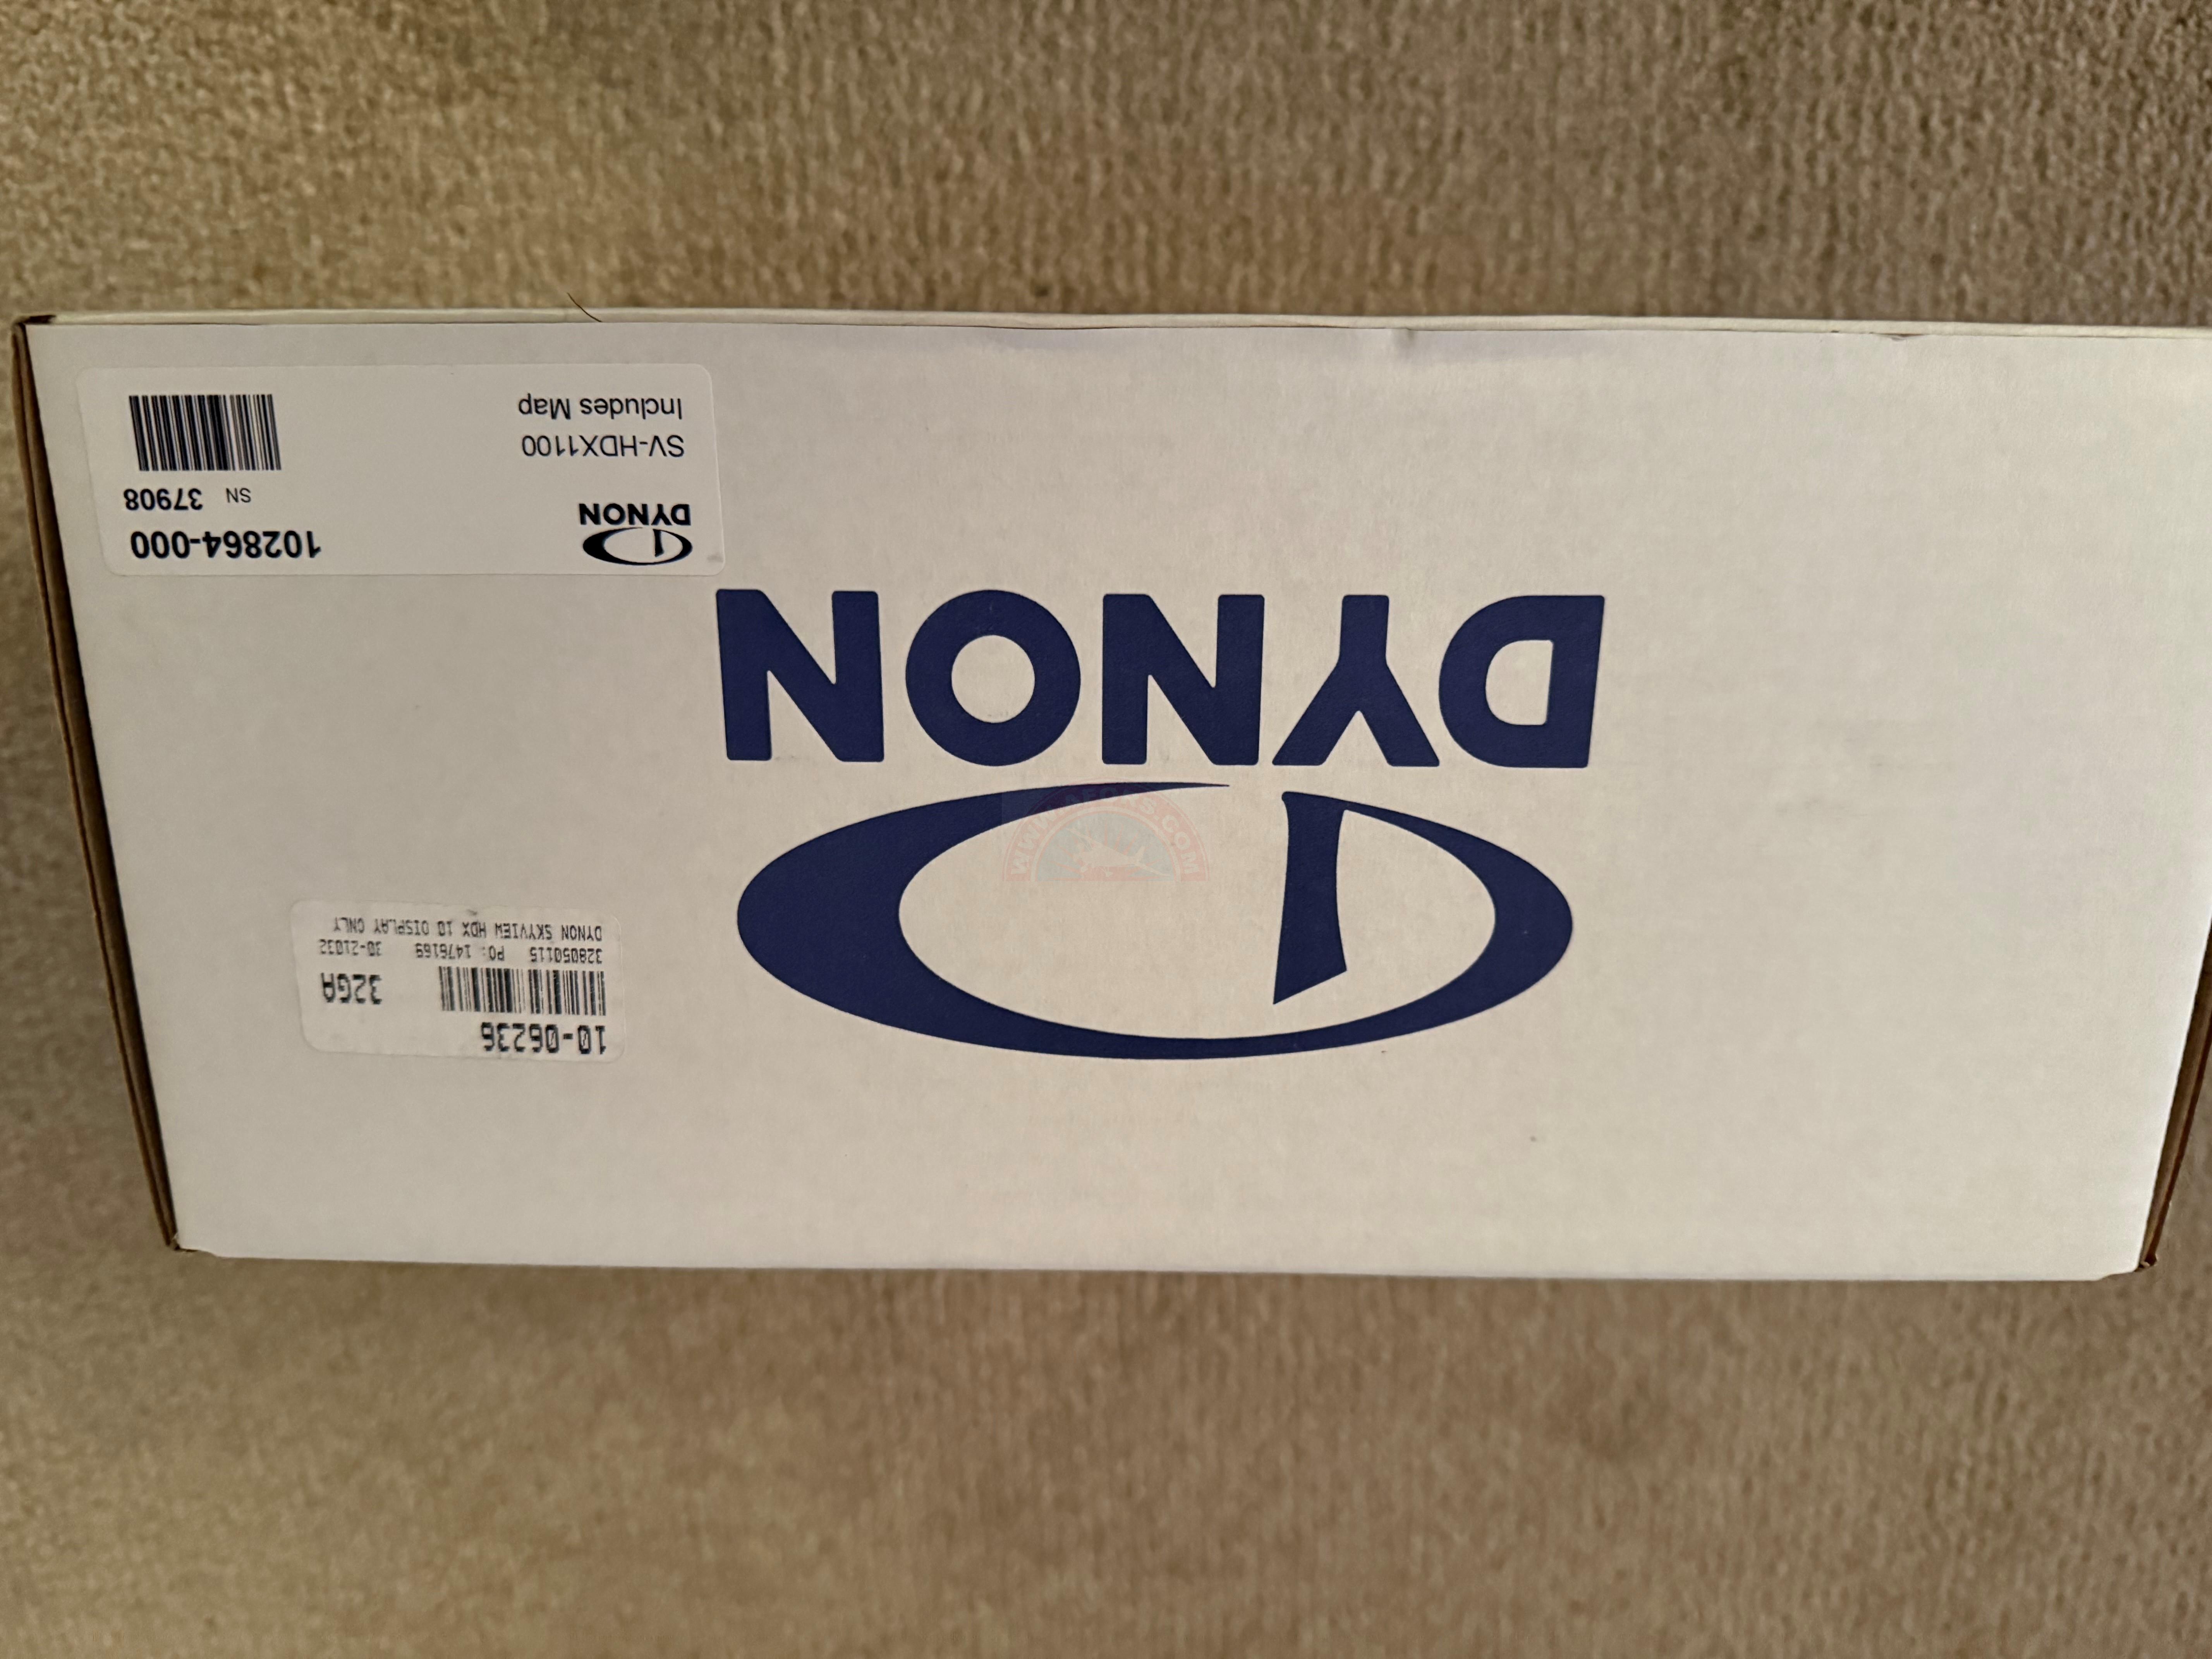 DYNON
DYNON
102864-000
SN 37908
SV-HDX1100
Includes Map
10-06236
32GA
328050115 PO: 1476169 30-21032
DYNON SKYVIEW HDX 10 DISPLAY ONLY